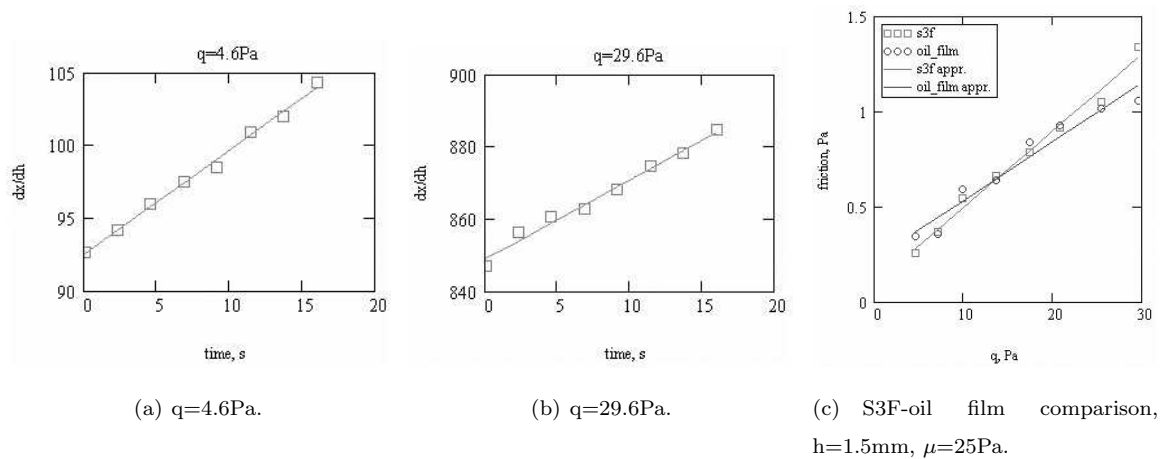 q=4.6Pa
105
100
95
90
dx/dh
0
5
10
15
20
time, s
(a) q=4.6Pa.
q=29.6Pa
900
880
860
840
dx/dh
0
5
10
15
20
time, s
(b) q=29.6Pa.
1.5
1
0.5
0
friction, Pa
s3f
oil_film
s3f appr.
oil_film appr.
0
10
20
30
q, Pa
(c) S3F-oil film comparison,
h=1.5mm, μ=25Pa.